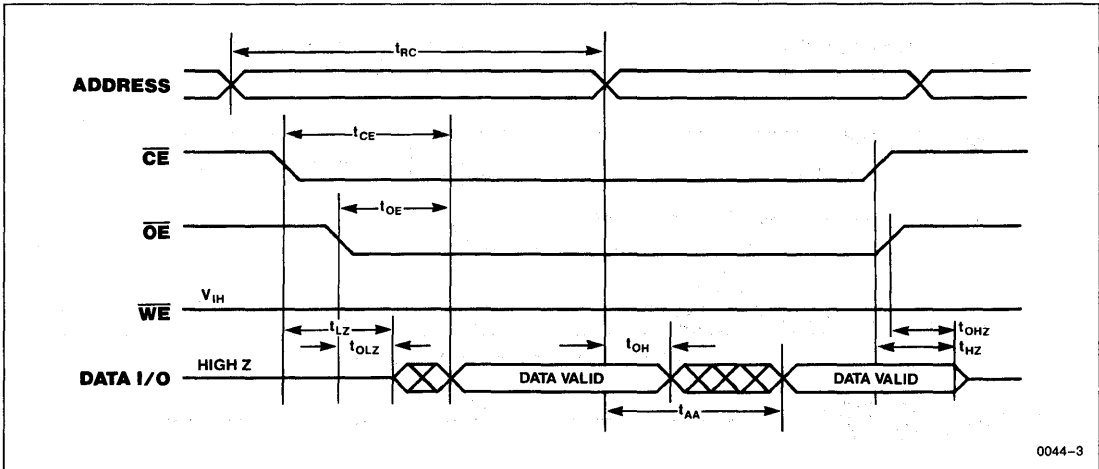 tRC
ADDRESS
tCE
CE
tOE
OE
VIH
WE
tLZ
tOLZ
tOH
tOHZ
tHZ
HIGH Z
DATA I/O
DATA VALID
DATA VALID
tAA
0044-3